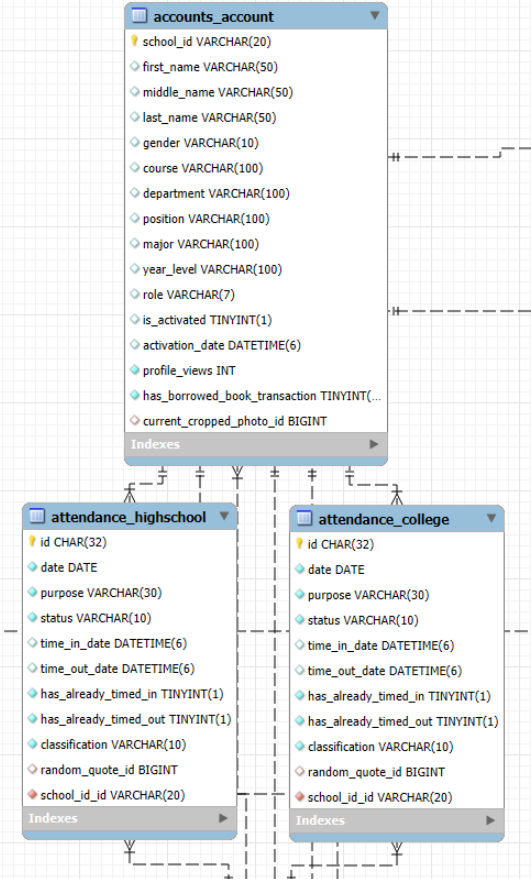 accounts_account
school_id VARCHAR(20)
first_name VARCHAR(50)
middle_name VARCHAR(50)
last_name VARCHAR(50)
gender VARCHAR(10)
course VARCHAR(100)
department VARCHAR(100)
position VARCHAR(100)
major VARCHAR(100)
year_level VARCHAR(100)
role VARCHAR(7)
is_activated TINYINT(1)
activation_date DATETIME(6)
profile_views INT
has_borrowed_book_transaction TINYINT(...
current_cropped_photo_id BIGINT
Indexes
attendance_highschool
id CHAR(32)
date DATE
purpose VARCHAR(30)
status VARCHAR(10)
time_in_date DATETIME(6)
time_out_date DATETIME(6)
has_already_timed_in TINYINT(1)
has_already_timed_out TINYINT(1)
classification VARCHAR(10)
random_quote_id BIGINT
school_id_id VARCHAR(20)
Indexes
attendance_college
id CHAR(32)
date DATE
purpose VARCHAR(30)
status VARCHAR(10)
time_in_date DATETIME(6)
time_out_date DATETIME(6)
has_already_timed_in TINYINT(1)
has_already_timed_out TINYINT(1)
classification VARCHAR(10)
random_quote_id BIGINT
school_id_id VARCHAR(20)
Indexes